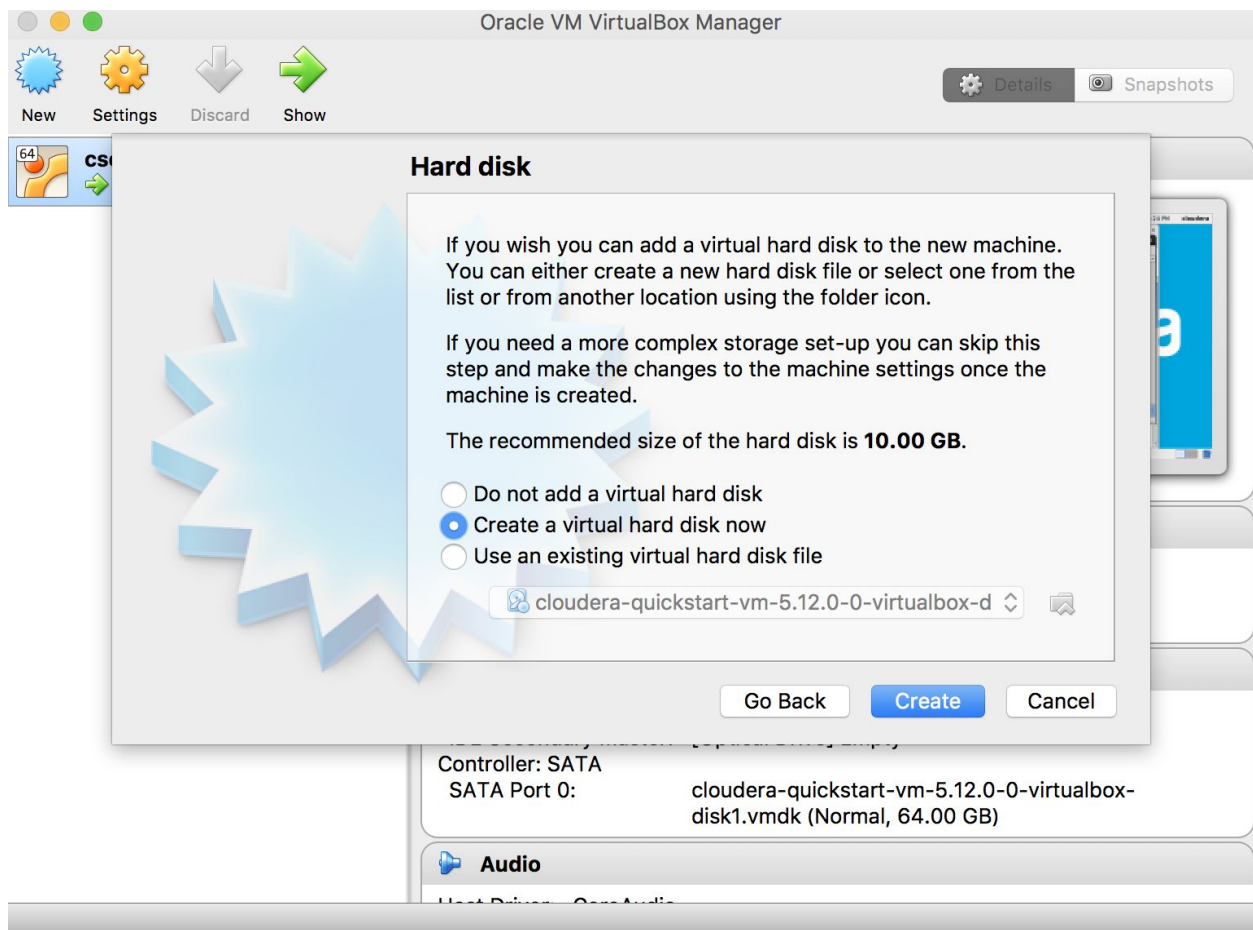 Oracle VM VirtualBox Manager
New Settings Discard Show
Details Snapshots
64
Hard disk
If you wish you can add a virtual hard disk to the new machine.
You can either create a new hard disk file or select one from the
list or from another location using the folder icon.
If you need a more complex storage set-up you can skip this
step and make the changes to the machine settings once the
machine is created.
The recommended size of the hard disk is 10.00 GB.
Do not add a virtual hard disk
Create a virtual hard disk now
Use an existing virtual hard disk file
cloudera-quickstart-vm-5.12.0-0-virtualbox-d
Go Back Create Cancel
Controller: SATA
SATA Port 0: cloudera-quickstart-vm-5.12.0-0-virtualbox-
disk1.vmdk (Normal, 64.00 GB)
Audio